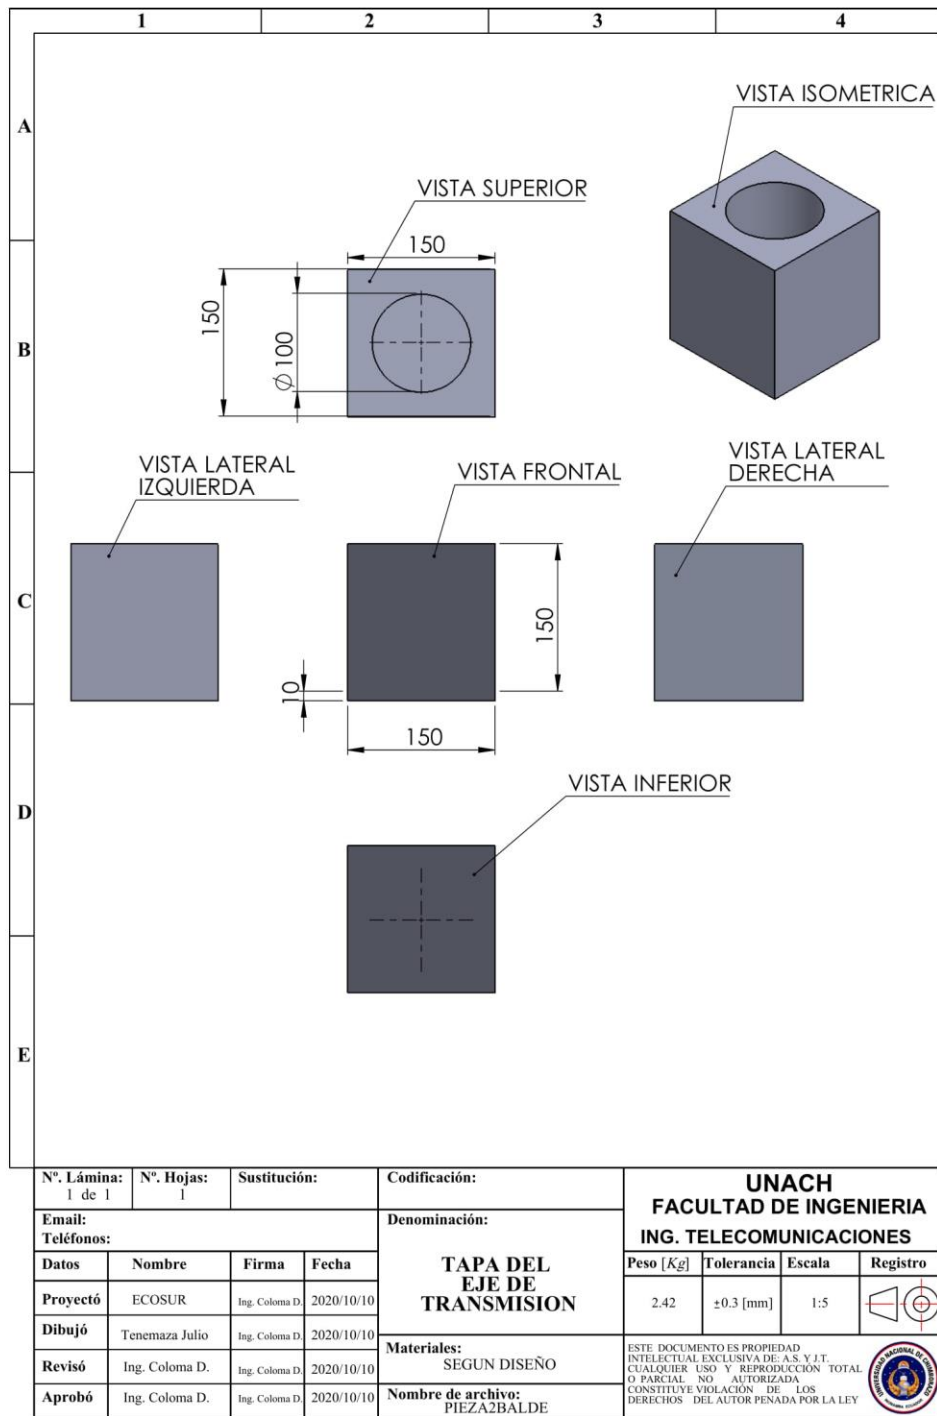 1 2 3 4
A
VISTA ISOMETRICA
VISTA SUPERIOR
150
B
150
Ø 100
VISTA LATERAL
IZQUIERDA
VISTA FRONTAL
VISTA LATERAL
DERECHA
C
150
10
150
D
VISTA INFERIOR
E
Nº. Lámina:
1 de 1
Nº. Hojas:
1
Sustitución:
Codificación:
UNACH
FACULTAD DE INGENIERIA
ING. TELECOMUNICACIONES
Email:
Teléfonos:
Denominación:
TAPA DEL
EJE DE
TRANSMISION
Datos Nombre Firma Fecha
Proyectó ECOSUR Ing. Coloma D. 2020/10/10
Dibujó Tenemaza Julio Ing. Coloma D. 2020/10/10
Revisó Ing. Coloma D. Ing. Coloma D. 2020/10/10
Aprobó Ing. Coloma D. Ing. Coloma D. 2020/10/10
Peso [Kg] Tolerancia Escala Registro
2.42 ±0.3 [mm] 1:5
Materiales:
SEGUN DISEÑO
Nombre de archivo:
PIEZA2BALDE
ESTE DOCUMENTO ES PROPIEDAD
INTELECTUAL EXCLUSIVA DE: A.S. Y J.T.
CUALQUIER USO Y REPRODUCCIÓN TOTAL
O PARCIAL NO AUTORIZADA
CONSTITUYE VIOLACIÓN DE LOS
DERECHOS DEL AUTOR PENADA POR LA LEY
UNIVERSIDAD NACIONAL DE CHIMBORAZO
RIOBAMBA ECUADOR